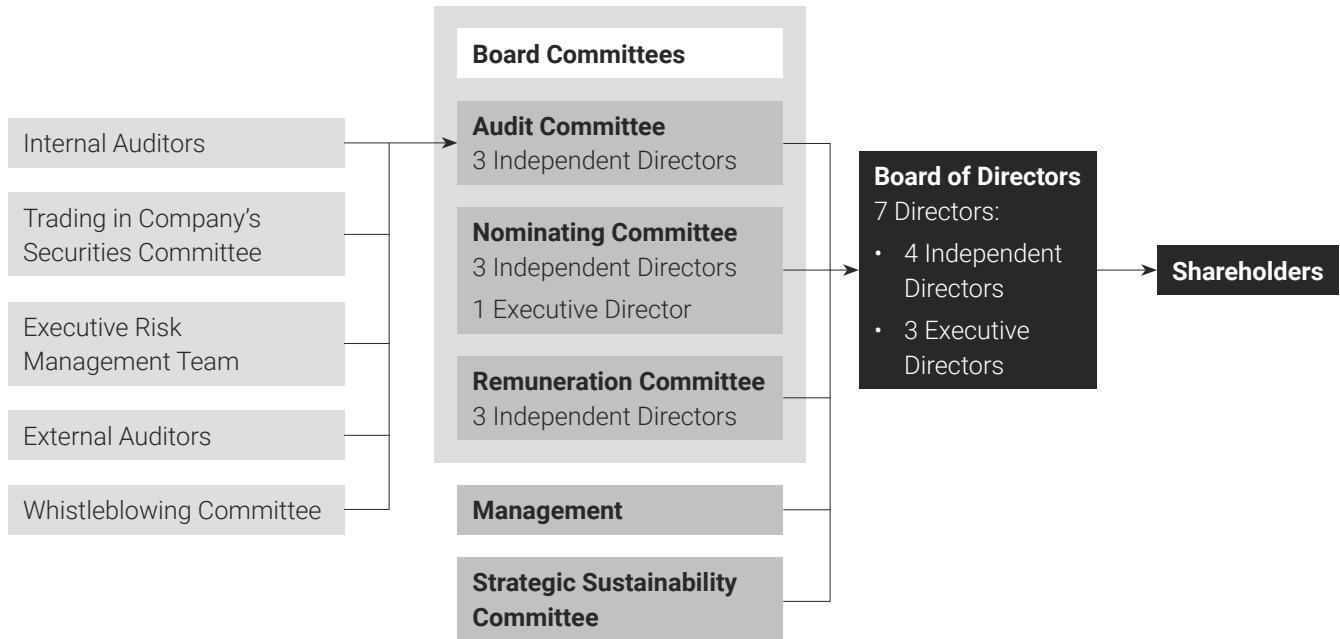 Internal Auditors
Trading in Company’s
Securities Committee
Executive Risk
Management Team
External Auditors
Whistleblowing Committee
Board Committees
Audit Committee
3 Independent Directors
Nominating Committee
3 Independent Directors
1 Executive Director
Remuneration Committee
3 Independent Directors
Management
Strategic Sustainability
Committee
Board of Directors
7 Directors:
• 4 Independent
Directors
• 3 Executive
Directors
Shareholders